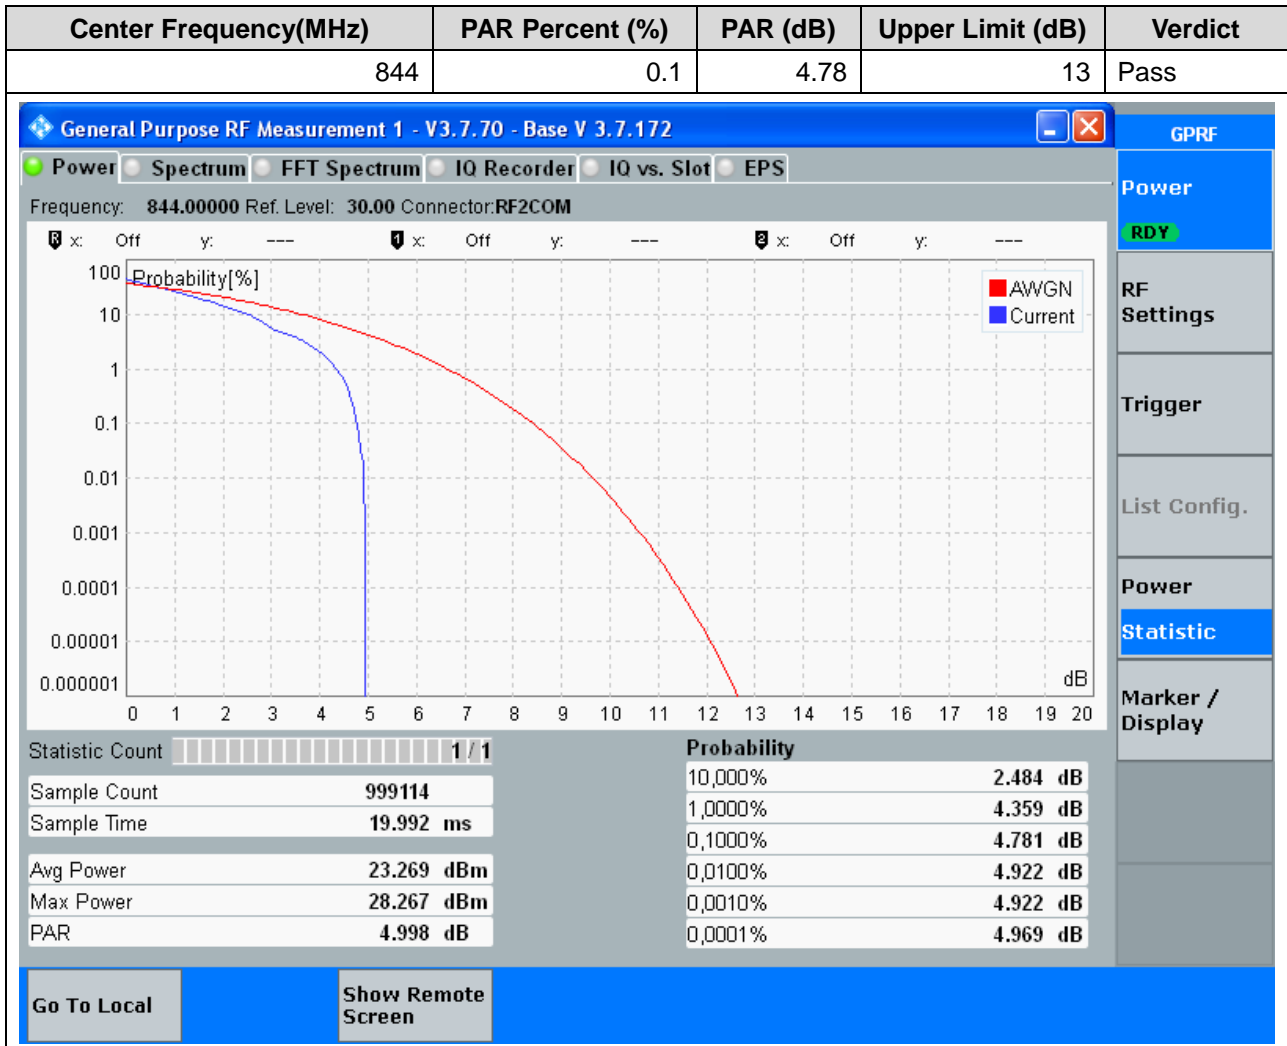 Center Frequency(MHz) PAR Percent (%) PAR (dB) Upper Limit (dB) Verdict
844 0.1 4.78 13 Pass
General Purpose RF Measurement 1 - V3.7.70 - Base V 3.7.172
GPRF
Power Spectrum FFT Spectrum IQ Recorder IQ vs. Slot EPS
Frequency: 844.00000 Ref. Level: 30.00 Connector:RF2COM
R x: Off y: --- 1 x: Off y: --- 2 x: Off y: ---
Probability[%]
AWGN
Current
100
10
1
0.1
0.01
0.001
0.0001
0.00001
0.000001
dB
0 1 2 3 4 5 6 7 8 9 10 11 12 13 14 15 16 17 18 19 20
Statistic Count 1 / 1
Sample Count 999114
Sample Time 19.992 ms
Avg Power 23.269 dBm
Max Power 28.267 dBm
PAR 4.998 dB
Probability
10,000% 2.484 dB
1,0000% 4.359 dB
0,1000% 4.781 dB
0,0100% 4.922 dB
0,0010% 4.922 dB
0,0001% 4.969 dB
Power
RDY
RF
Settings
Trigger
List Config.
Power
Statistic
Marker /
Display
Go To Local
Show Remote
Screen